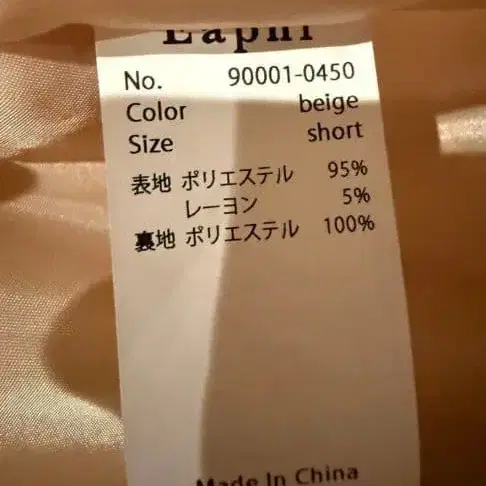 No. 90001-0450
Color beige
Size short
表地 ポリエステル 95%
レーヨン 5%
裏地 ポリエステル 100%
Made In China